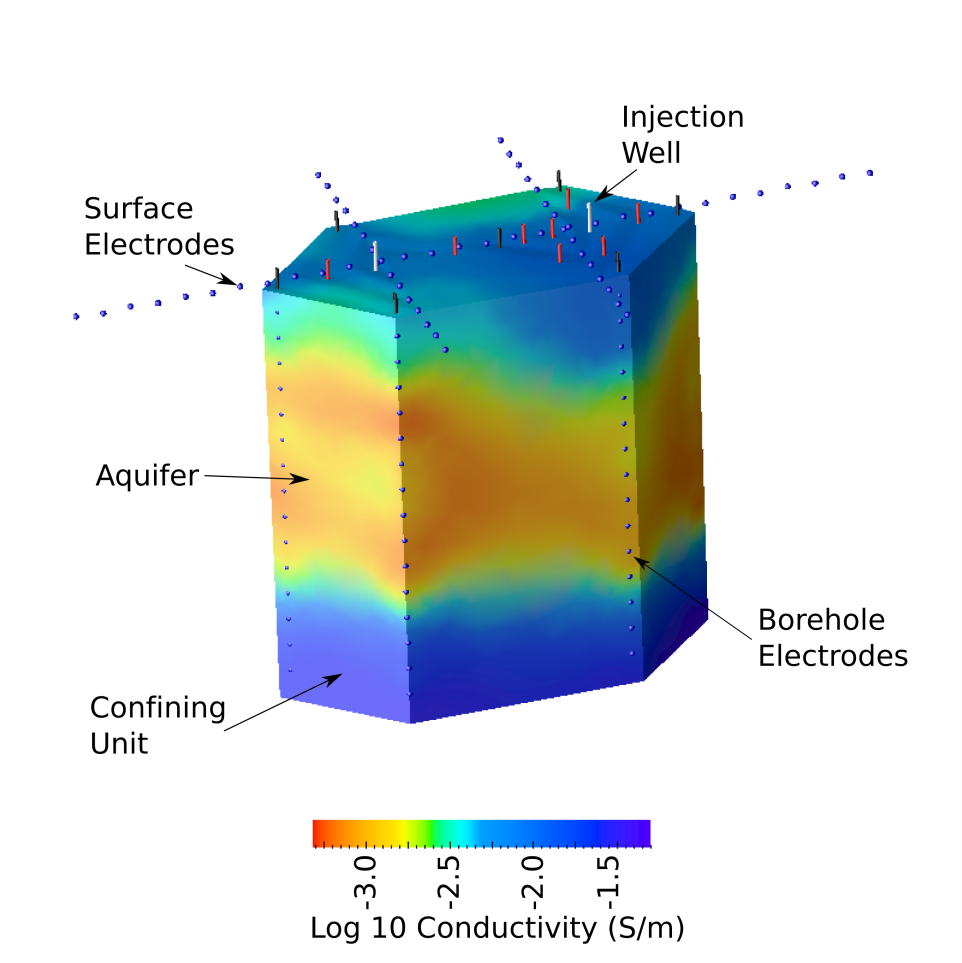 Injection
Well
Surface
Electrodes
Aquifer
Borehole
Electrodes
Confining
Unit
-3.0
-2.5
-2.0
-1.5
Log 10 Conductivity (S/m)